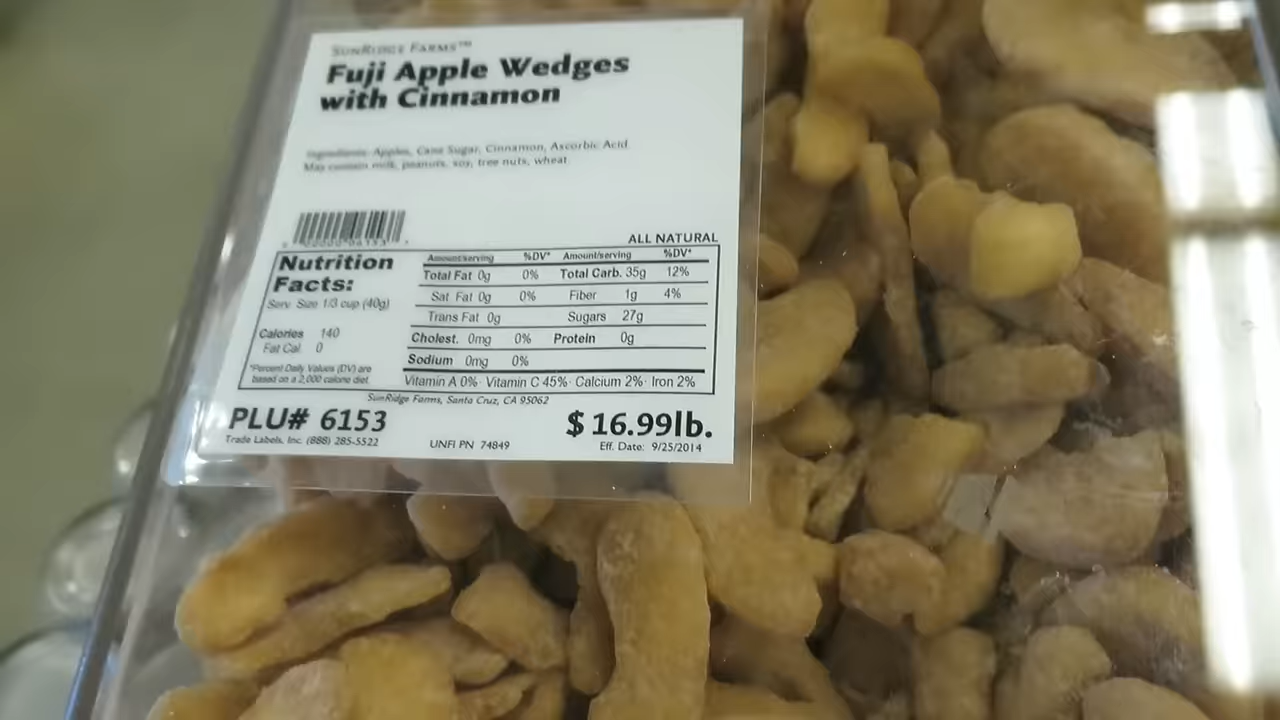 SUNRIDGE FARMS™
Fuji Apple Wedges
with Cinnamon
Ingredients: Apples, Cane Sugar, Cinnamon, Ascorbic Acid
May contain milk, peanuts, soy, tree nuts, wheat.
ALL NATURAL
Nutrition
Facts:
Serv. Size 1/3 cup (40g)
Calories 140
Fat Cal. 0
*Percent Daily Values (DV) are
based on a 2,000 calorie diet.
Amount/serving %DV* Amount/serving %DV*
Total Fat 0g 0% Total Carb. 35g 12%
Sat Fat 0g 0% Fiber 1g 4%
Trans Fat 0g Sugars 27g
Cholest. 0mg 0% Protein 0g
Sodium 0mg 0%
Vitamin A 0% · Vitamin C 45% · Calcium 2% · Iron 2%
SunRidge Farms, Santa Cruz, CA 95062
PLU# 6153 $16.99lb.
Trade Labels, Inc. (888) 285-5522 UNFI PN 74849 Eff. Date: 9/25/2014